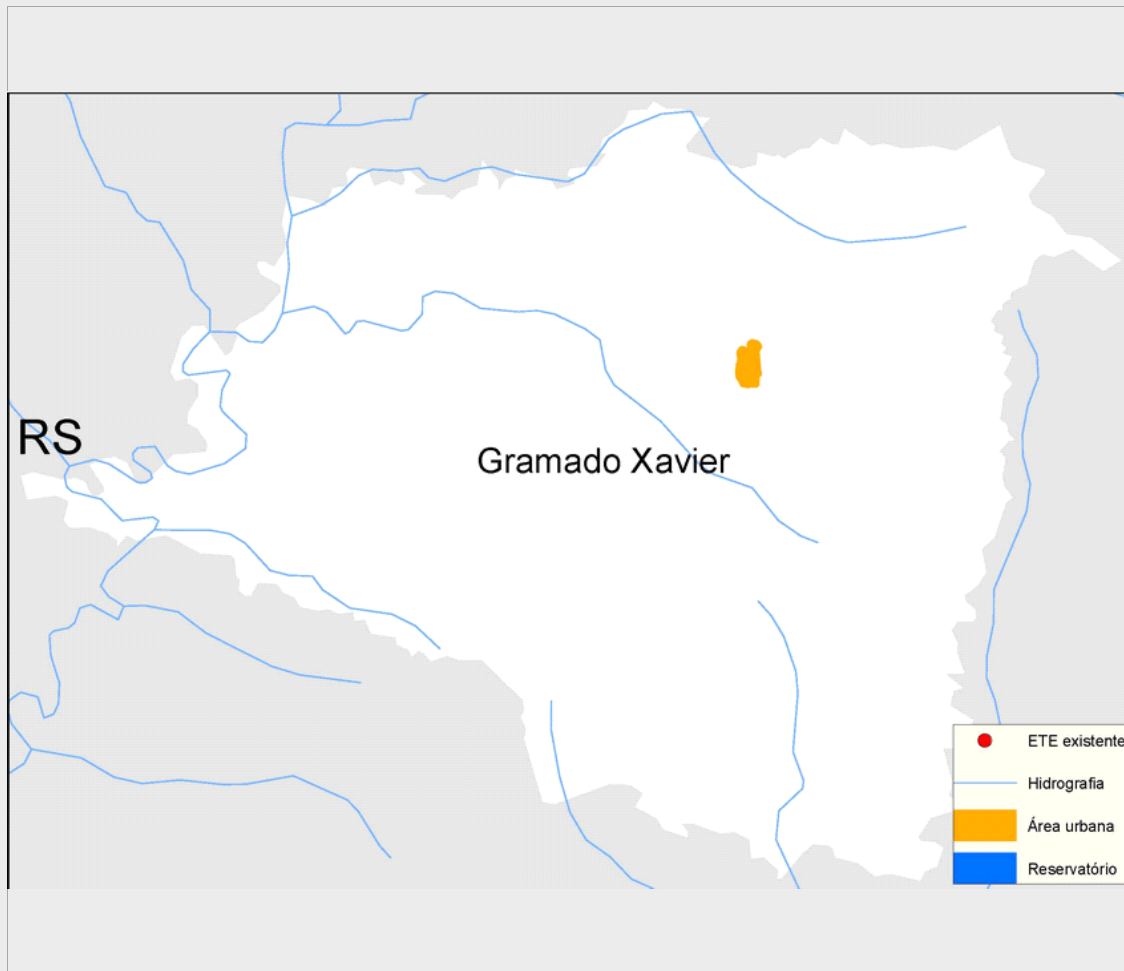 RS
Gramado Xavier
ETE existente
Hidrografia
Área urbana
Reservatório